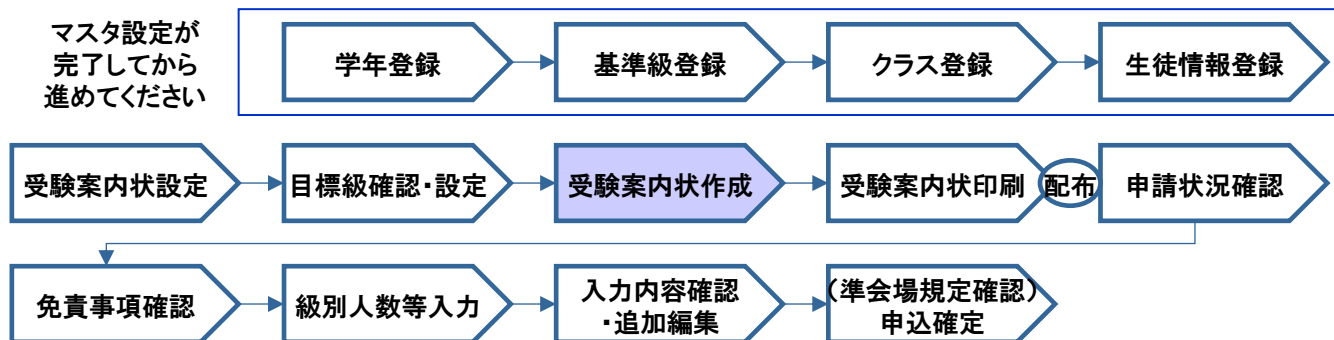 マスタ設定が
完了してから
進めてください
学年登録
基準級登録
クラス登録
生徒情報登録
受験案内状設定
目標級確認・設定
受験案内状作成
受験案内状印刷
配布
申請状況確認
免責事項確認
級別人数等入力
入力内容確認
・追加編集
(準会場規定確認)
申込確定